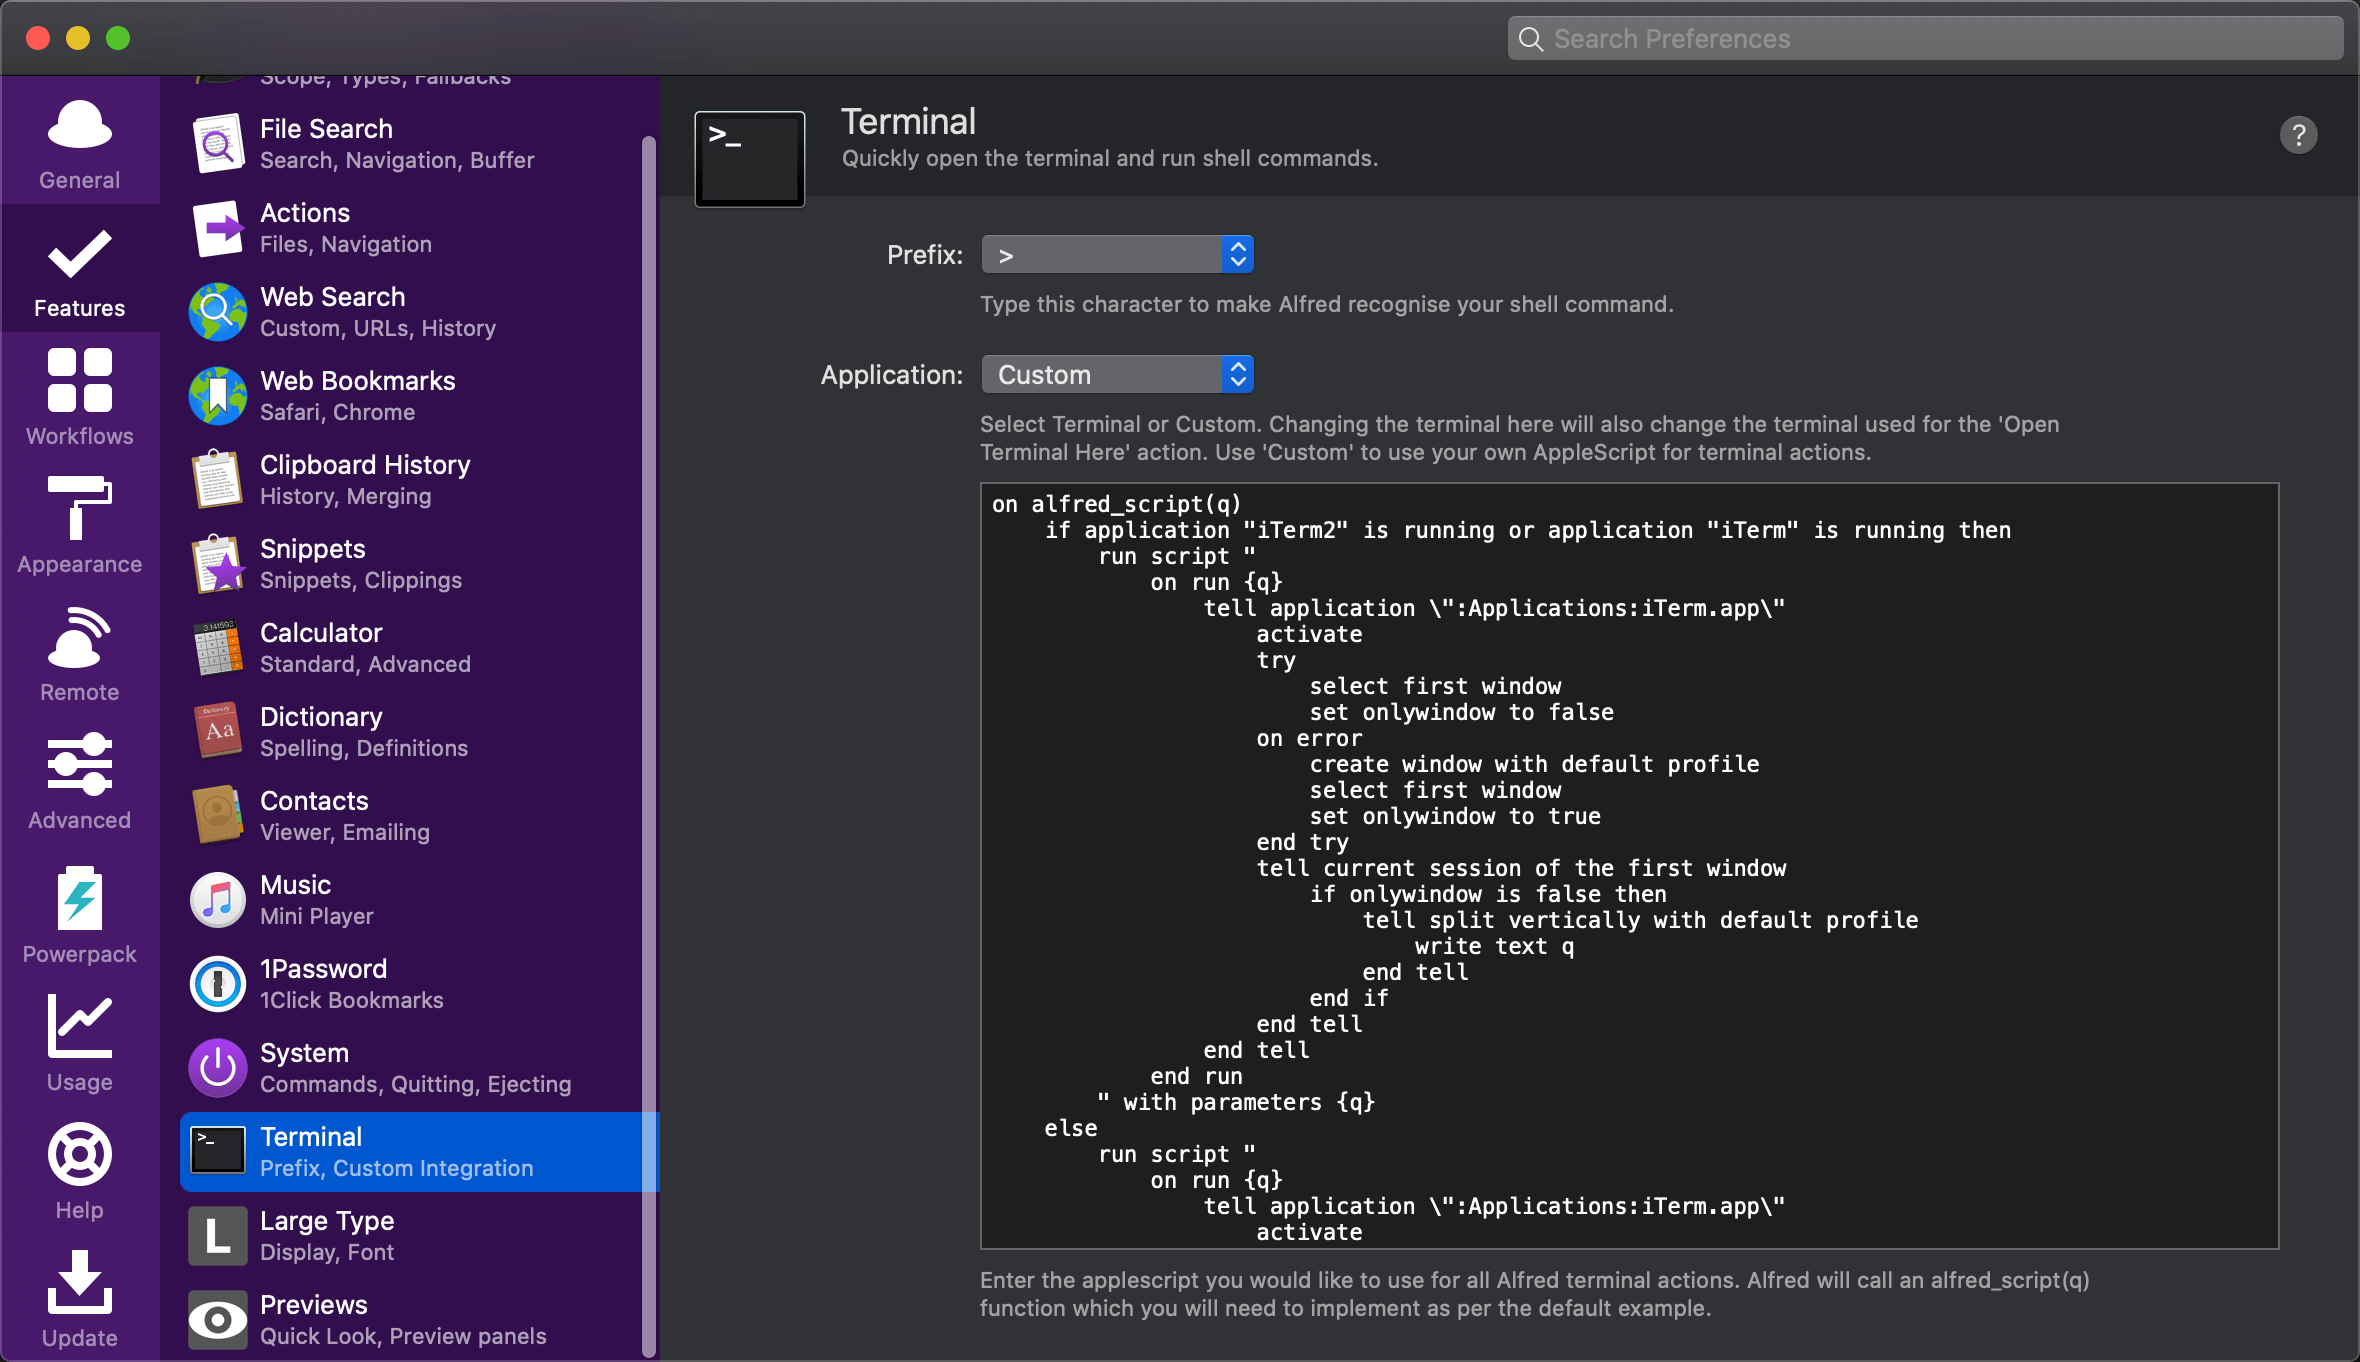 Search Preferences
General
Features
Workflows
Appearance
Remote
Advanced
Powerpack
Usage
Help
Update
Scope, Types, Fallbacks
File Search
Search, Navigation, Buffer
Actions
Files, Navigation
Web Search
Custom, URLs, History
Web Bookmarks
Safari, Chrome
Clipboard History
History, Merging
Snippets
Snippets, Clippings
3.141593
Calculator
Standard, Advanced
Dictionary
Aa
Dictionary
Spelling, Definitions
Contacts
Viewer, Emailing
Music
Mini Player
1Password
1Click Bookmarks
System
Commands, Quitting, Ejecting
>_
Terminal
Prefix, Custom Integration
L
Large Type
Display, Font
Previews
Quick Look, Preview panels
>_
Terminal
Quickly open the terminal and run shell commands.
?
Prefix: >
Type this character to make Alfred recognise your shell command.
Application: Custom
Select Terminal or Custom. Changing the terminal here will also change the terminal used for the 'Open
Terminal Here' action. Use 'Custom' to use your own AppleScript for terminal actions.
on alfred_script(q)
    if application "iTerm2" is running or application "iTerm" is running then
        run script "
            on run {q}
                tell application \":Applications:iTerm.app\"
                    activate
                    try
                        select first window
                        set onlywindow to false
                    on error
                        create window with default profile
                        select first window
                        set onlywindow to true
                    end try
                    tell current session of the first window
                        if onlywindow is false then
                            tell split vertically with default profile
                                write text q
                            end tell
                        end if
                    end tell
                end tell
            end run
        " with parameters {q}
    else
        run script "
            on run {q}
                tell application \":Applications:iTerm.app\"
                    activate
Enter the applescript you would like to use for all Alfred terminal actions. Alfred will call an alfred_script(q)
function which you will need to implement as per the default example.